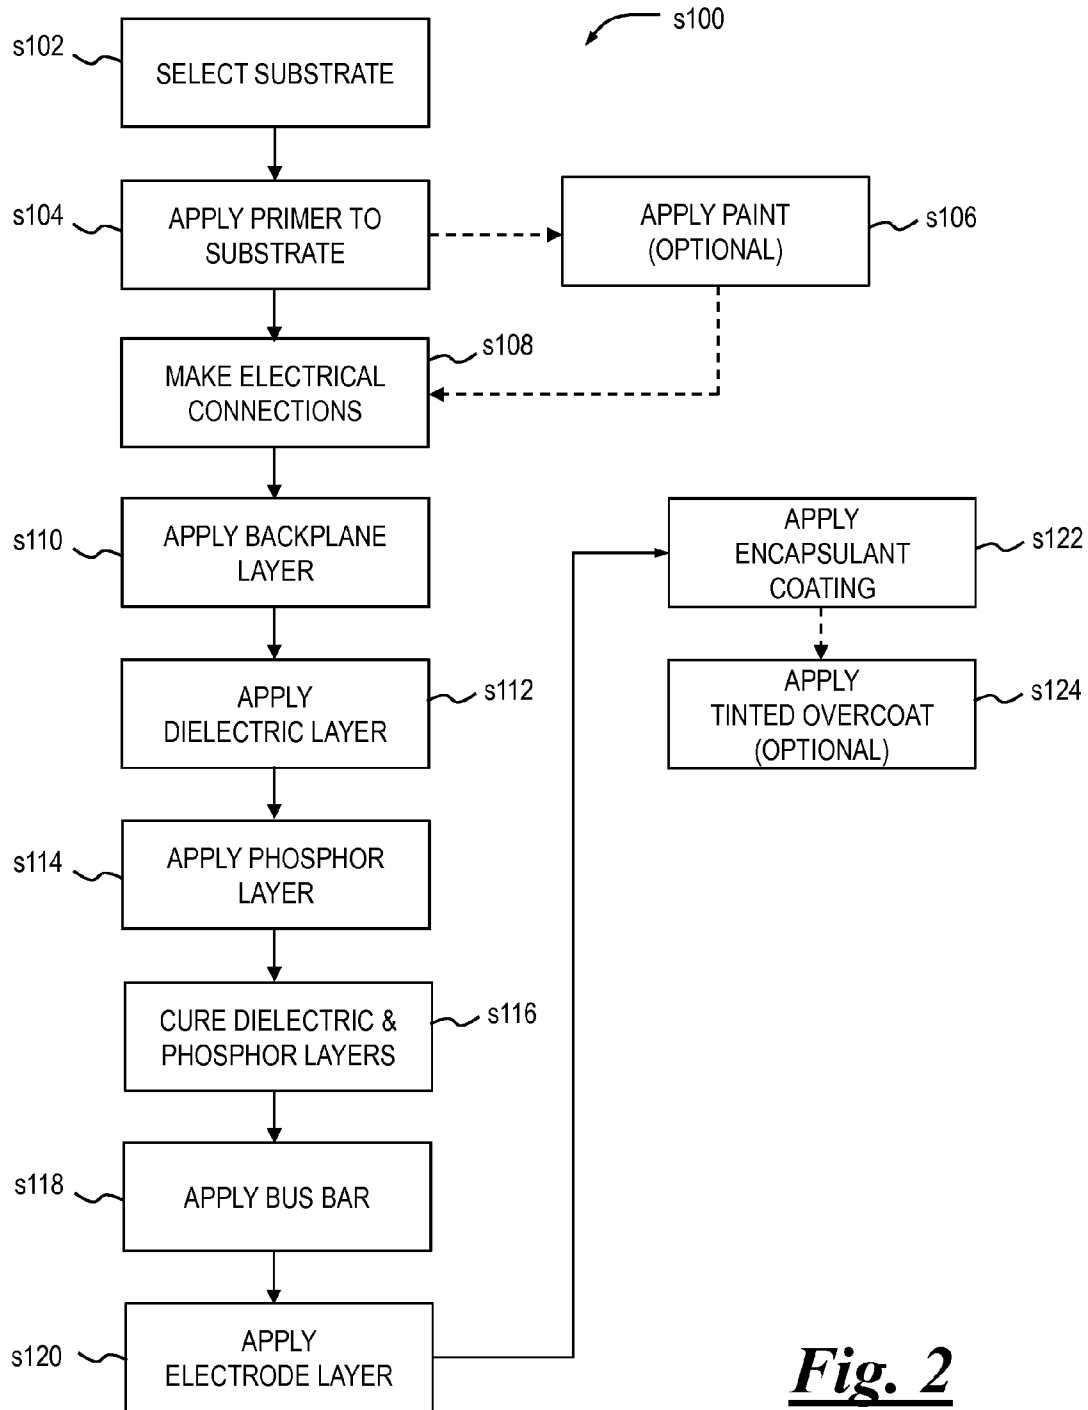 s100
s102
SELECT SUBSTRATE
s104
APPLY PRIMER TO
SUBSTRATE
APPLY PAINT
(OPTIONAL)
s106
s108
MAKE ELECTRICAL
CONNECTIONS
s110
APPLY BACKPLANE
LAYER
s112
APPLY
DIELECTRIC LAYER
s114
APPLY PHOSPHOR
LAYER
s116
CURE DIELECTRIC &
PHOSPHOR LAYERS
s118
APPLY BUS BAR
s120
APPLY
ELECTRODE LAYER
APPLY
ENCAPSULANT
COATING
s122
APPLY
TINTED OVERCOAT
(OPTIONAL)
s124
Fig. 2